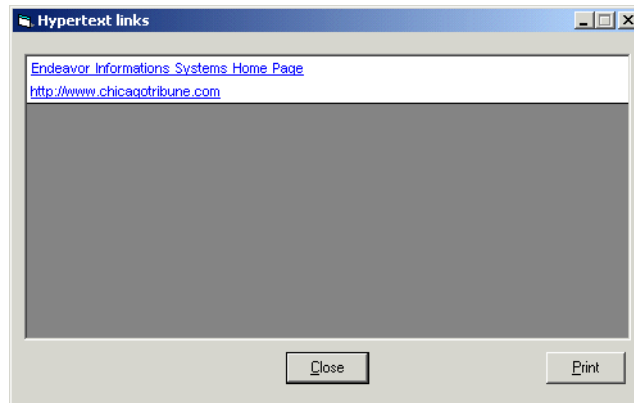 Hypertext links
Endeavor Informations Systems Home Page
http://www.chicagotribune.com
Close
Print